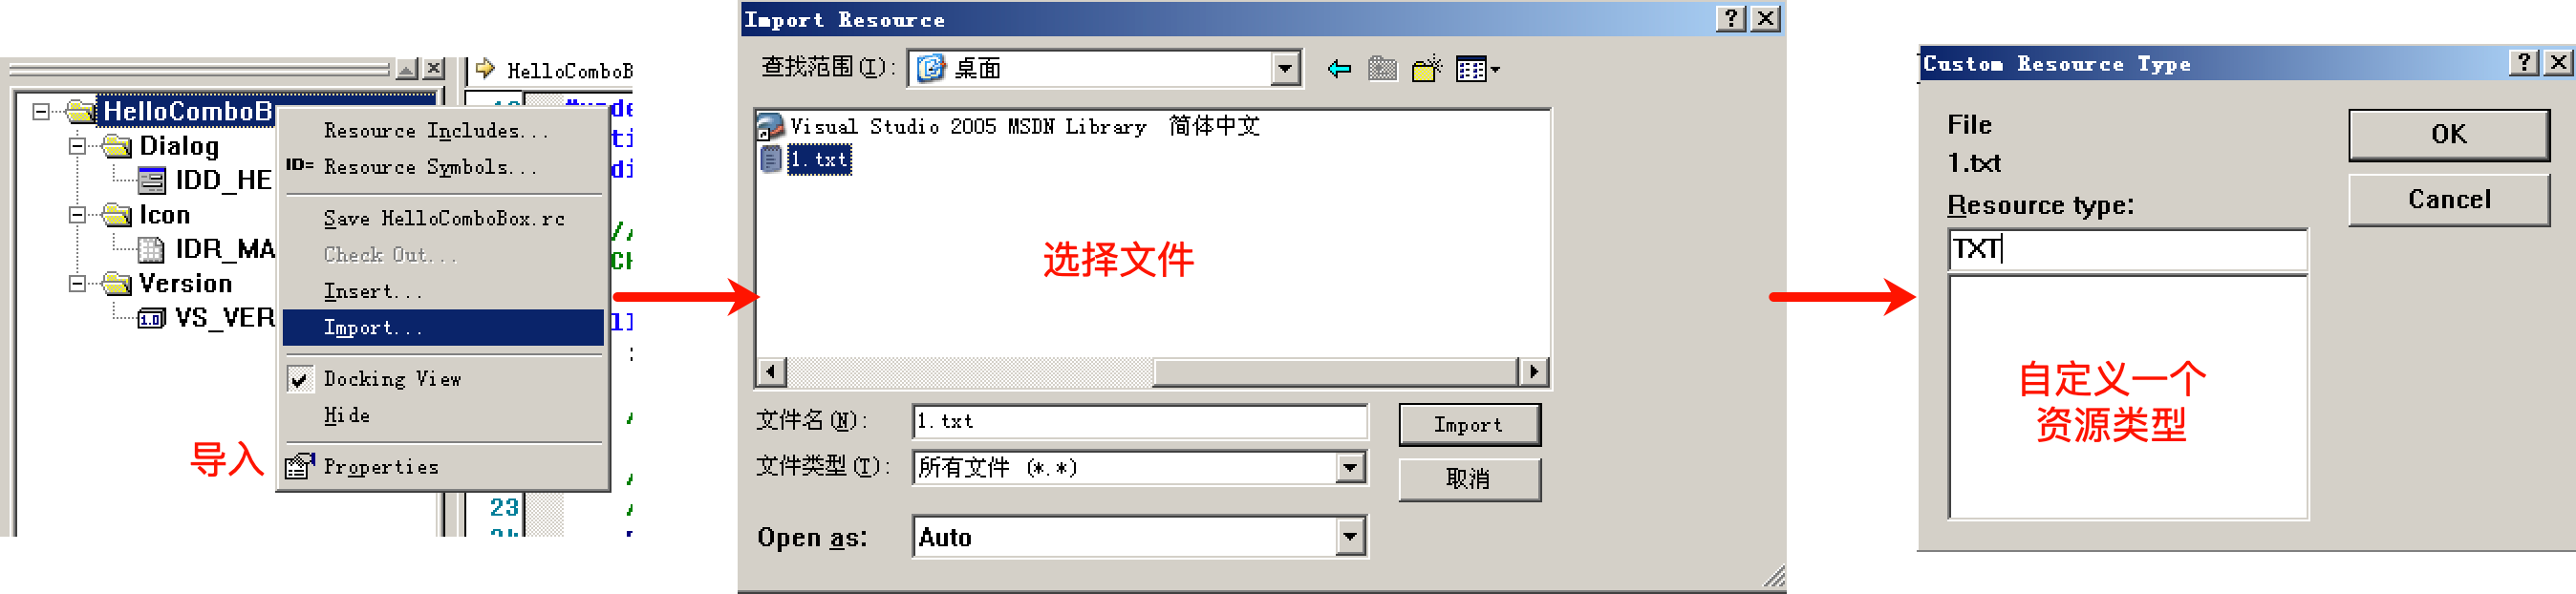 HelloComboB
Dialog
IDD_HE
Icon
IDR_MA
Version
VS_VER
HelloComboB
Resource Includes...
ID= Resource Symbols...
Save HelloComboBox.rc
Check Out...
Insert...
Import...
Docking View
Hide
Properties
导入
23
24
Import Resource
查找范围(I): 桌面
Visual Studio 2005 MSDN Library 简体中文
1.txt
选择文件
文件名(N): 1.txt
Import
文件类型(T): 所有文件 (*.*)
取消
Open as: Auto
Custom Resource Type
File
1.txt
OK
Cancel
Resource type:
TXT
自定义一个
资源类型